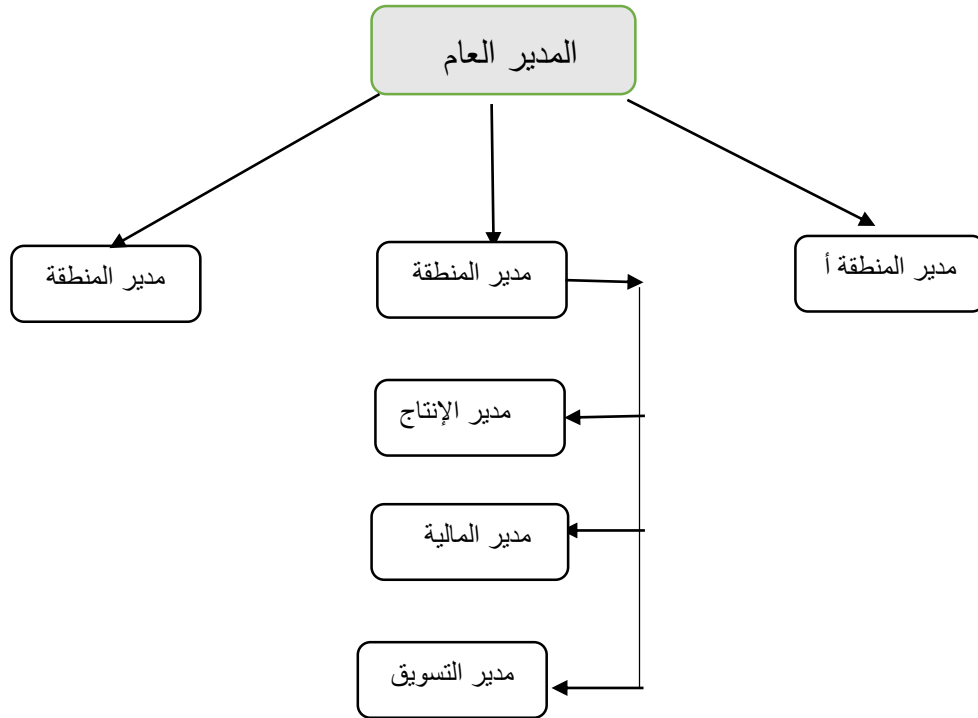 المدير العام
مدير المنطقة أ
مدير المنطقة
مدير المنطقة
مدير الإنتاج
مدير المالية
مدير التسويق